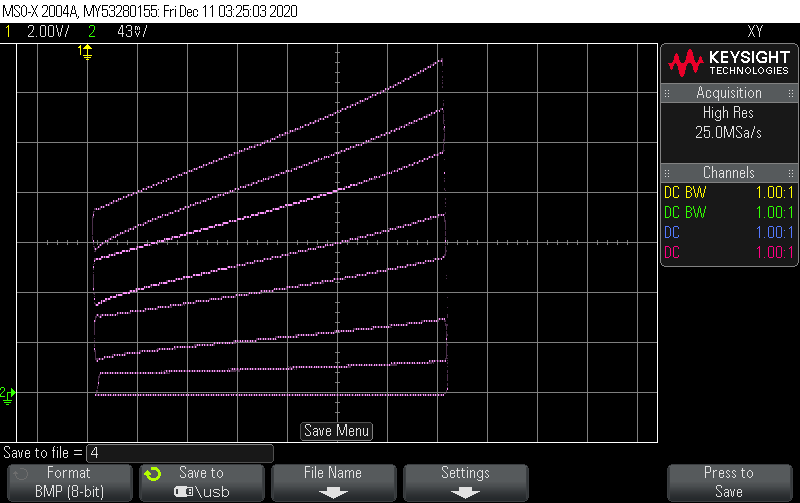 MSO-X 2004A, MY53280155: Fri Dec 11 03:25:03 2020
1 2.00V/ 2 43mV/ XY
1
KEYSIGHT
TECHNOLOGIES
Acquisition
High Res
25.0MSa/s
Channels
DC BW 1.00:1
DC BW 1.00:1
DC 1.00:1
DC 1.00:1
2
Save Menu
Save to file = 4
Format
BMP (8-bit)
Save to
\usb
File Name
Settings
Press to
Save